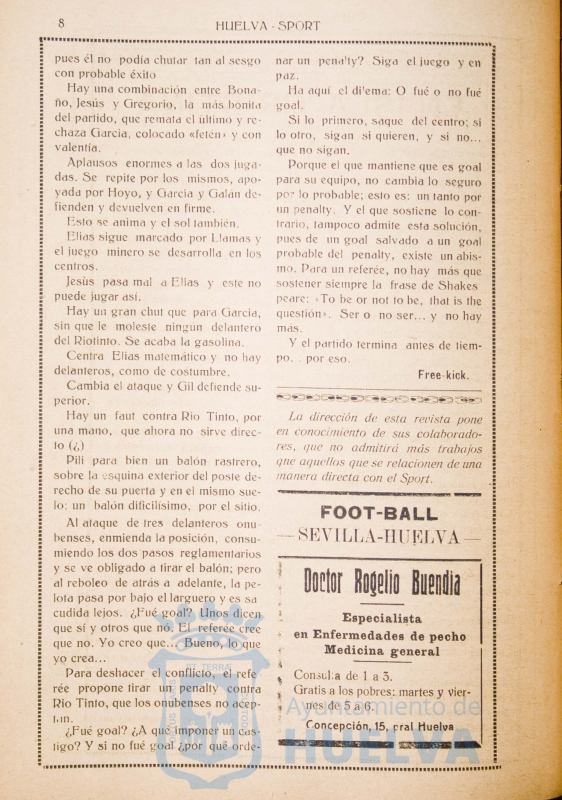 8
HUELVA - SPORT
pues él no podía chutar tan al sesgo
con probable éxito
Hay una combinación entre Bona-
ño, Jesús y Gregorio, la más bonita
del partido, que remata el último y re-
chaza García, colocado «fetén» y con
valentía.
Aplausos enormes a las dos juga-
das. Se repite por los mismos, apo-
yada por Hoyo, y García y Galán de-
fienden y devuelven en firme.
Esto se anima y el sol también.
Elías sigue marcado por Llamas y
el juego minero se desarrolla en los
centros.
Jesús pasa mal a Elías y este no
puede jugar así.
Hay un gran chut que para García,
sin que le moleste ningún delantero
del Riotinto. Se acaba la gasolina.
Centra Elías matemático y no hay
delanteros, como de costumbre.
Cambia el ataque y Gil defiende su-
perior.
Hay un faut contra Río Tinto, por
una mano, que ahora no sirve direc-
to (¿)
Pili para bien un balón rastrero,
sobre la esquina exterior del poste de-
recho de su puerta y en el mismo sue-
lo; un balón dificilísimo, por el sitio.
Al ataque de tres delanteros onu-
benses, enmienda la posición, consu-
miendo los dos pasos reglamentarios
y se ve obligado a tirar el balón; pero
al reboleo de atrás a adelante, la pe-
lota pasa por bajo el larguero y es sa
cudida lejos. ¿Fué goal? Unos dicen
que sí y otros que no. El referée cree
que no. Yo creo que... Bueno, lo que
yo crea...
Para deshacer el conflicto, el refe
rée propone tirar un penalty contra
Río Tinto, que los onubenses no acep-
tan.
¿Fué goal? ¿A qué imponer un cas-
tigo? Y si no fué goal ¿por qué orde-
nar un penalty? Siga el juego y en
paz.
Ha aquí el dilema: O fué o no fué
goal.
Si lo primero, saque del centro; si
lo otro, sigan si quieren, y si no...
que no sigan.
Porque el que mantiene que es goal
para su equipo, no cambia lo seguro
por lo probable; esto es: un tanto por
un penalty. Y el que sostiene lo con-
trario, tampoco admite esta solución,
pues de un goal salvado a un goal
probable del penalty, existe un abis-
mo. Para un referée, no hay más que
sostener siempre la frase de Shakes
peare: «To be or not to be, that is the
question». Ser o no ser... y no hay
más.
Y el partido termina antes de tiem-
po. . por eso.
Free-kick.
La dirección de esta revista pone
en conocimiento de sus colaborado-
res, que no admitirá más trabajos
que aquellos que se relacionen de una
manera directa con el Sport.
FOOT-BALL
— SEVILLA-HUELVA —
Doctor Rogelio Buendía
Especialista
en Enfermedades de pecho
Medicina general
Consulta de 1 a 3.
Gratis a los pobres: martes y vier-
nes de 5 a 6.
Concepción, 15, pral Huelva
Ayuntamiento de
HUELVA